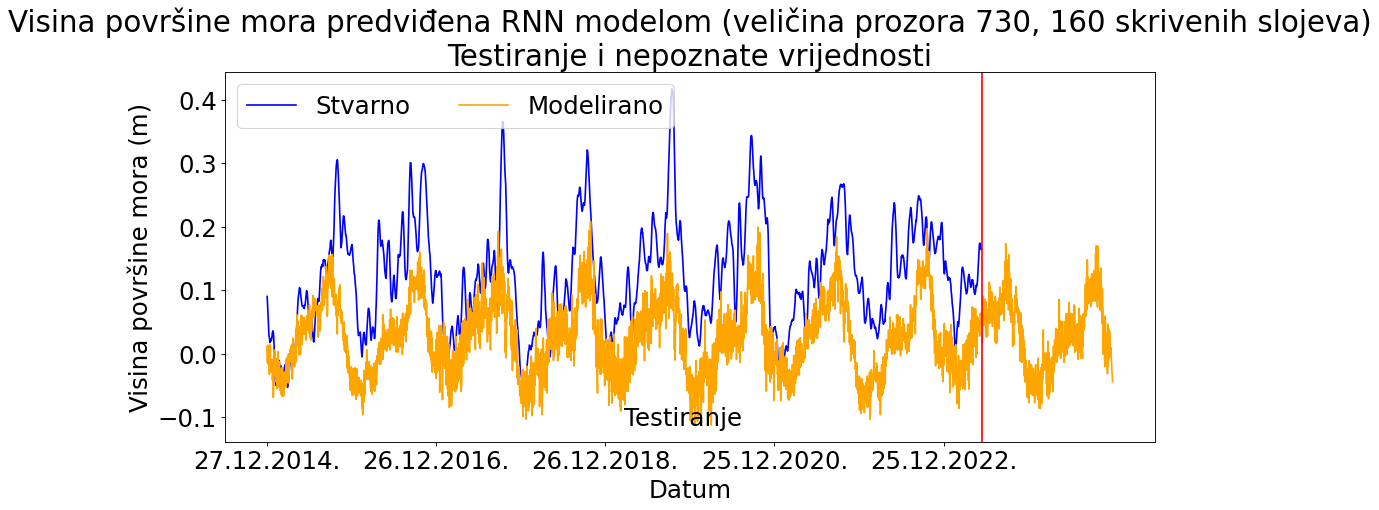 Visina površine mora predviđena RNN modelom (veličina prozora 730, 160 skrivenih slojeva)
Testiranje i nepoznate vrijednosti
Stvarno
Modelirano
Visina površine mora (m)
0.4
0.3
0.2
0.1
0.0
−0.1
Testiranje
27.12.2014.
26.12.2016.
26.12.2018.
25.12.2020.
25.12.2022.
Datum